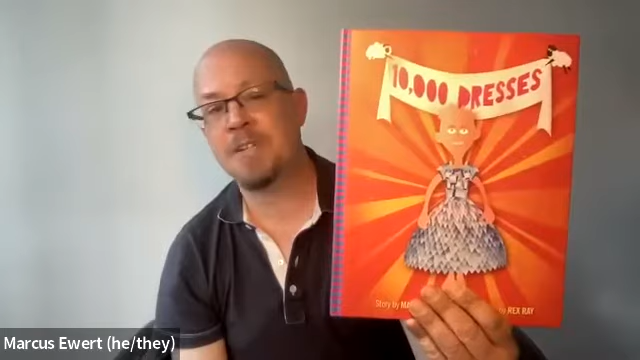 10,000 DRESSES
Story by
REX RAY
Marcus Ewert (he/they)